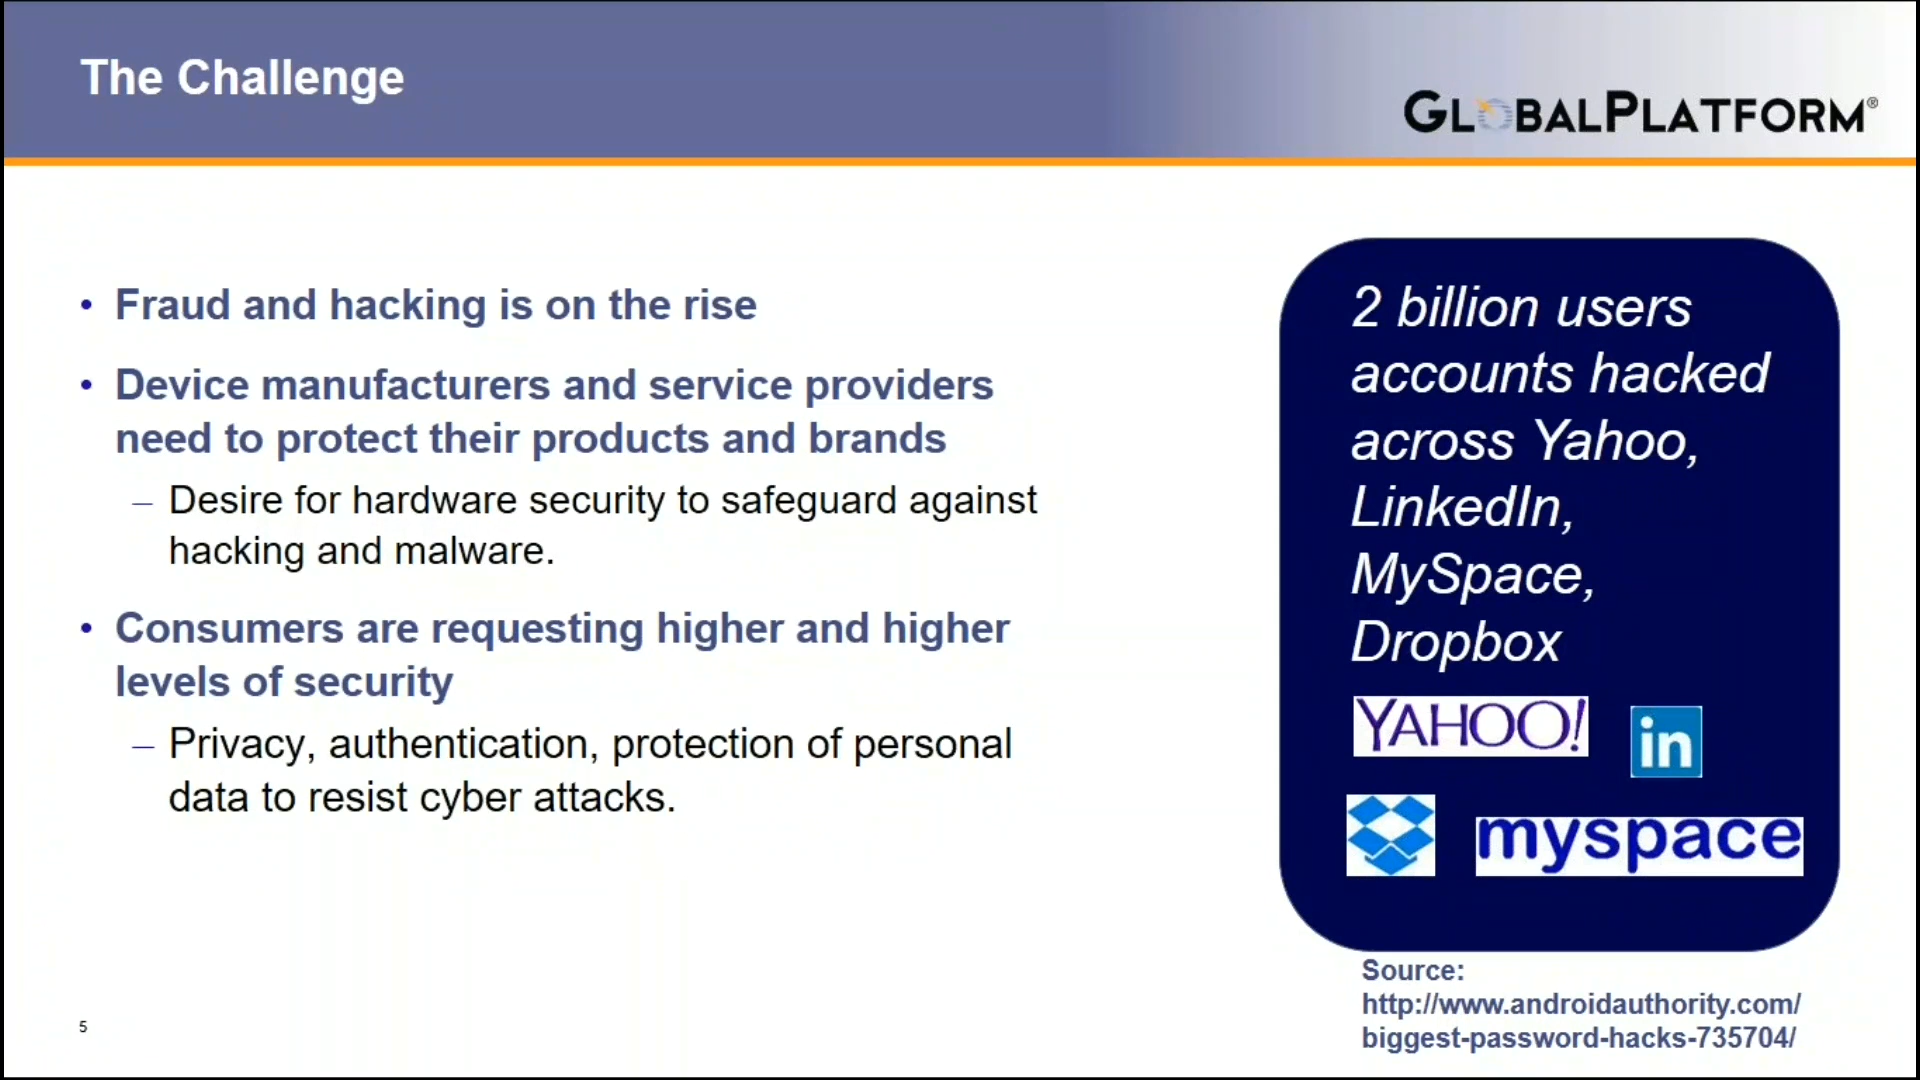 The Challenge
GLOBALPLATFORM®
• Fraud and hacking is on the rise
• Device manufacturers and service providers
need to protect their products and brands
– Desire for hardware security to safeguard against
hacking and malware.
• Consumers are requesting higher and higher
levels of security
– Privacy, authentication, protection of personal
data to resist cyber attacks.
2 billion users
accounts hacked
across Yahoo,
LinkedIn,
MySpace,
Dropbox
YAHOO!
in
myspace
Source:
http://www.androidauthority.com/
biggest-password-hacks-735704/
5